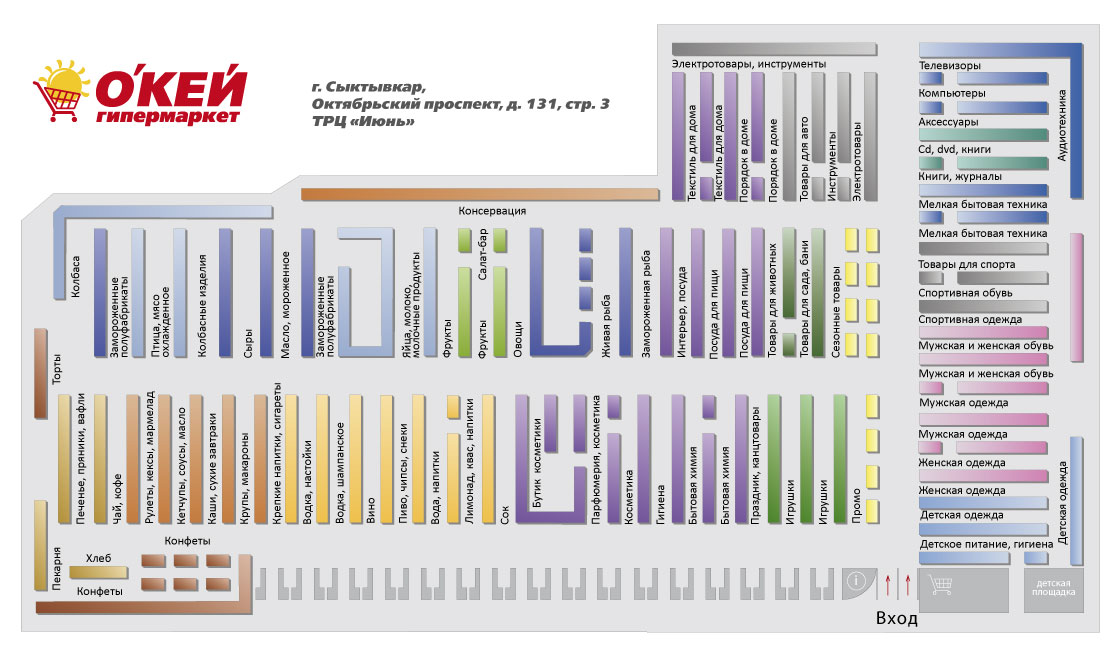 О'КЕЙ
гипермаркет
г. Сыктывкар,
Октябрьский проспект, д. 131, стр. 3
ТРЦ «Июнь»
Электротовары, инструменты
Текстиль для дома
Текстиль для дома
Порядок в доме
Порядок в доме
Товары для авто
Инструменты
Электротовары
Телевизоры
Компьютеры
Аксессуары
Cd, dvd, книги
Книги, журналы
Мелкая бытовая техника
Мелкая бытовая техника
Товары для спорта
Спортивная обувь
Спортивная одежда
Мужская и женская обувь
Мужская и женская обувь
Мужская одежда
Мужская одежда
Женская одежда
Женская одежда
Детская одежда
Детское питание, гигиена
Аудиотехника
Детская одежда
Консервация
Колбаса
Замороженные
полуфабрикаты
Птица, мясо
охлажденное
Колбасные изделия
Сыры
Масло, мороженное
Замороженные
полуфабрикаты
Яйца, молоко,
молочные продукты
Фрукты
Салат-бар
Фрукты
Овощи
Живая рыба
Замороженная рыба
Интерьер, посуда
Посуда для пищи
Посуда для пищи
Товары для животных
Товары для сада, бани
Сезонные товары
Торты
Печенье, пряники, вафли
Чай, кофе
Рулеты, кексы, мармелад
Кетчупы, соусы, масло
Каши, сухие завтраки
Крупы, макароны
Крепкие напитки, сигареты
Водка, настойки
Водка, шампанское
Вино
Пиво, чипсы, снеки
Вода, напитки
Лимонад, квас, напитки
Сок
Бутик косметики
Парфюмерия, косметика
Косметика
Гигиена
Бытовая химия
Бытовая химия
Праздник, канцтовары
Игрушки
Игрушки
Промо
Пекарня
Хлеб
Конфеты
Конфеты
i
Вход
детская
площадка